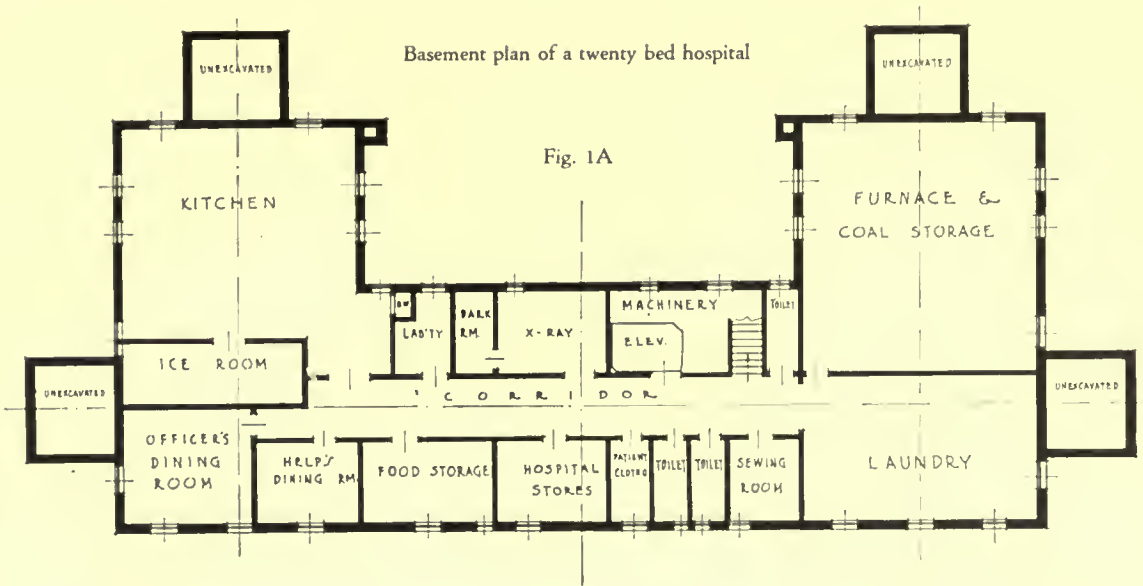 Basement plan of a twenty bed hospital
Fig. 1A
UNEXCAVATED
UNEXCAVATED
KITCHEN
FURNACE &
COAL STORAGE
D.W.
LAB'TY
DARK
RM.
X-RAY
MACHINERY
ELEV.
TOILET
ICE ROOM
UNEXCAVATED
UNEXCAVATED
CORRIDOR
OFFICER'S
DINING
ROOM
HELP'S
DINING RM.
FOOD STORAGE
HOSPITAL
STORES
PATIENT
TOILET
TOILET
SEWING
ROOM
LAUNDRY